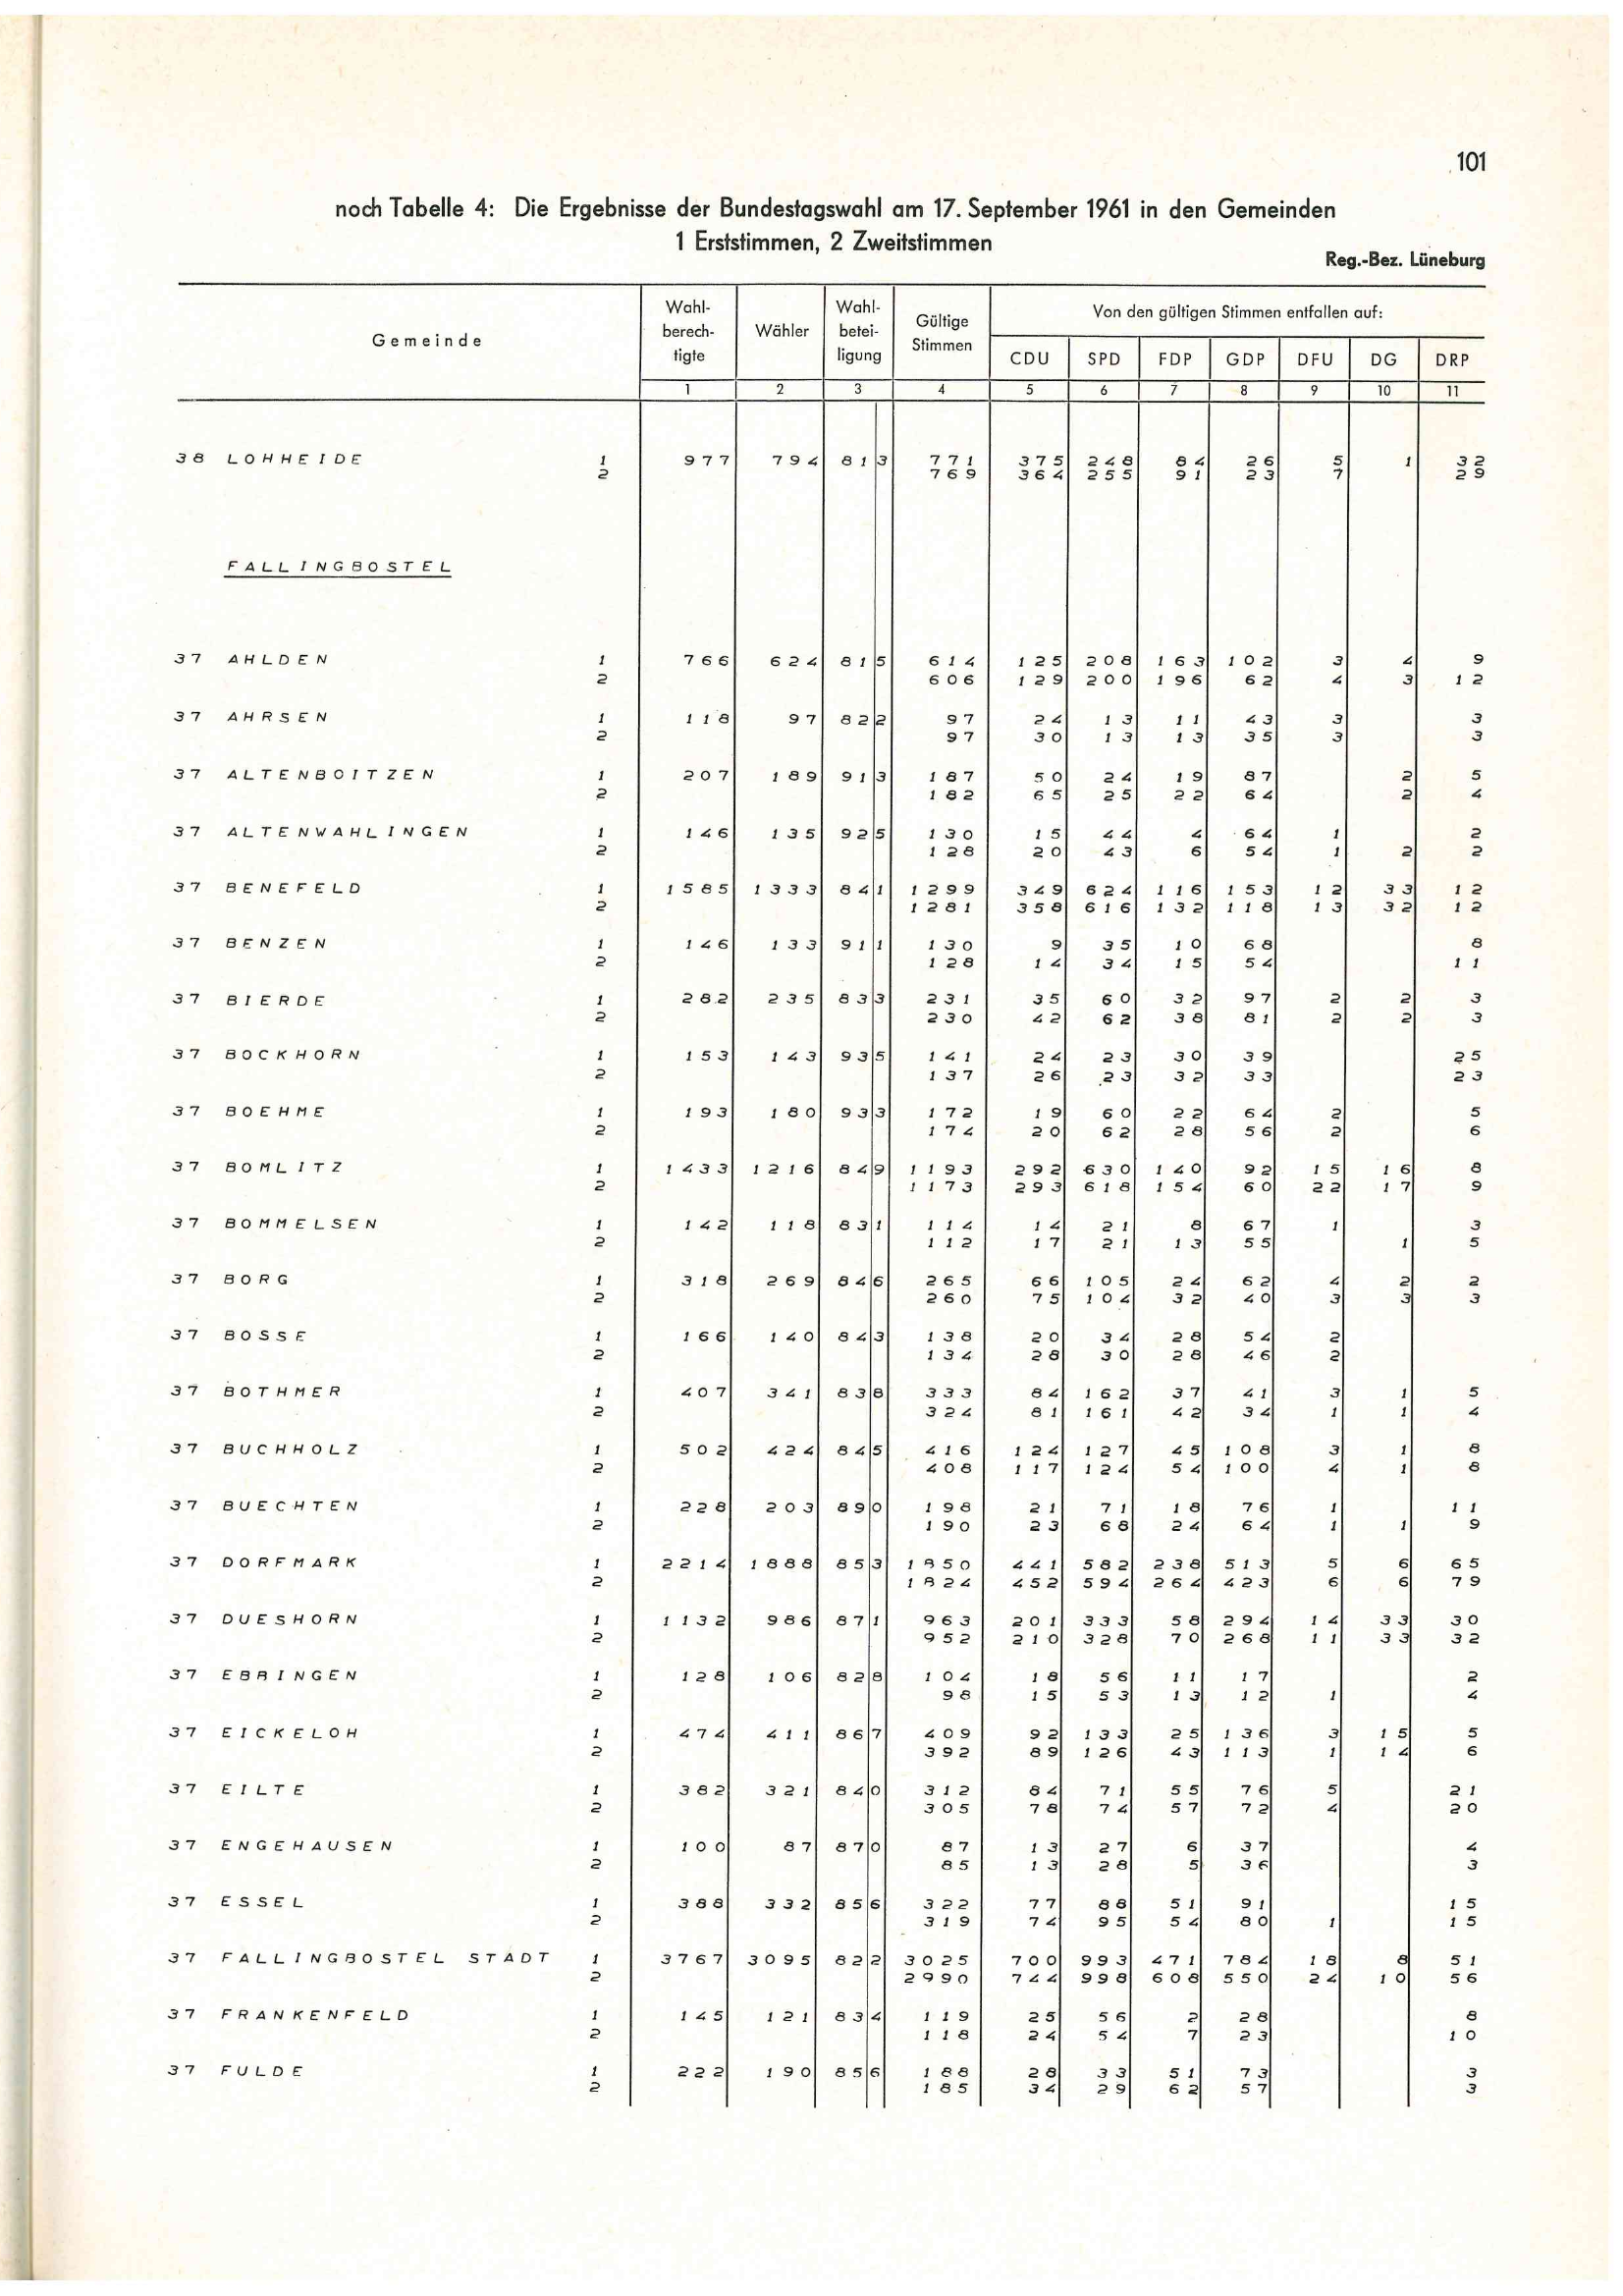 101
noch Tabelle 4: Die Ergebnisse der Bundestagswahl am 17. September 1961 in den Gemeinden
1 Erststimmen, 2 Zweitstimmen
Reg.-Bez. Lüneburg
Gemeinde Wahl-berech-tigte Wähler Wahl-betei-ligung Gültige Stimmen Von den gültigen Stimmen entfallen auf:
CDU SPD FDP GDP DFU DG DRP
1 2 3 4 5 6 7 8 9 10 11
38 LOHHEIDE 1 977 794 81 3 771 375 248 84 26 5 1 32
2 769 364 255 91 23 7 29
FALLINGBOSTEL
37 AHLDEN 1 766 624 81 5 614 125 208 163 102 3 4 9
2 606 129 200 196 62 4 3 12
37 AHRSEN 1 118 97 82 2 97 24 13 11 43 3 3
2 97 30 13 13 35 3 3
37 ALTENBOITZEN 1 207 189 91 3 187 50 24 19 87 2 5
2 182 65 25 22 64 2 4
37 ALTENWAHLINGEN 1 146 135 92 5 130 15 44 4 64 1 2
2 128 20 43 6 54 1 2 2
37 BENEFELD 1 1585 1333 84 1 1299 349 624 116 153 12 33 12
2 1281 358 616 132 118 13 32 12
37 BENZEN 1 146 133 91 1 130 9 35 10 68 8
2 128 14 34 15 54 11
37 BIERDE 1 282 235 83 3 231 35 60 32 97 2 2 3
2 230 42 62 38 81 2 2 3
37 BOCKHORN 1 153 143 93 5 141 24 23 30 39 25
2 137 26 23 32 33 23
37 BOEHME 1 193 180 93 3 172 19 60 22 64 2 5
2 174 20 62 28 56 2 6
37 BOMLITZ 1 1433 1216 84 9 1193 292 630 140 92 15 16 8
2 1173 293 618 154 60 22 17 9
37 BOMMELSEN 1 142 118 83 1 114 14 21 8 67 1 3
2 112 17 21 13 55 1 5
37 BORG 1 318 269 84 6 265 66 105 24 62 4 2 2
2 260 75 104 32 40 3 3 3
37 BOSSE 1 166 140 84 3 138 20 34 28 54 2
2 134 28 30 28 46 2
37 BOTHMER 1 407 341 83 8 333 84 162 37 41 3 1 5
2 324 81 161 42 34 1 1 4
37 BUCHHOLZ 1 502 424 84 5 416 124 127 45 108 3 1 8
2 408 117 124 54 100 4 1 8
37 BUECHTEN 1 228 203 89 0 198 21 71 18 76 1 11
2 190 23 68 24 64 1 1 9
37 DORFMARK 1 2214 1888 85 3 1850 441 582 238 513 5 6 65
2 1824 452 594 264 423 6 6 79
37 DUESHORN 1 1132 986 87 1 963 201 333 58 294 14 33 30
2 952 210 328 70 268 11 33 32
37 EBBINGEN 1 128 106 82 8 104 18 56 11 17 2
2 98 15 53 13 12 1 4
37 EICKELOH 1 474 411 86 7 409 92 133 25 136 3 15 5
2 392 89 126 43 113 1 14 6
37 EILTE 1 382 321 84 0 312 84 71 55 76 5 21
2 305 78 74 57 72 4 20
37 ENGEHAUSEN 1 100 87 87 0 87 13 27 6 37 4
2 85 13 28 5 36 3
37 ESSEL 1 388 332 85 6 322 77 88 51 91 15
2 319 74 95 54 80 1 15
37 FALLINGBOSTEL STADT 1 3767 3095 82 2 3025 700 993 471 784 18 8 51
2 2990 744 998 608 550 24 10 56
37 FRANKENFELD 1 145 121 83 4 119 25 56 2 28 8
2 118 24 54 7 23 10
37 FULDE 1 222 190 85 6 188 28 33 51 73 3
2 185 34 29 62 57 3